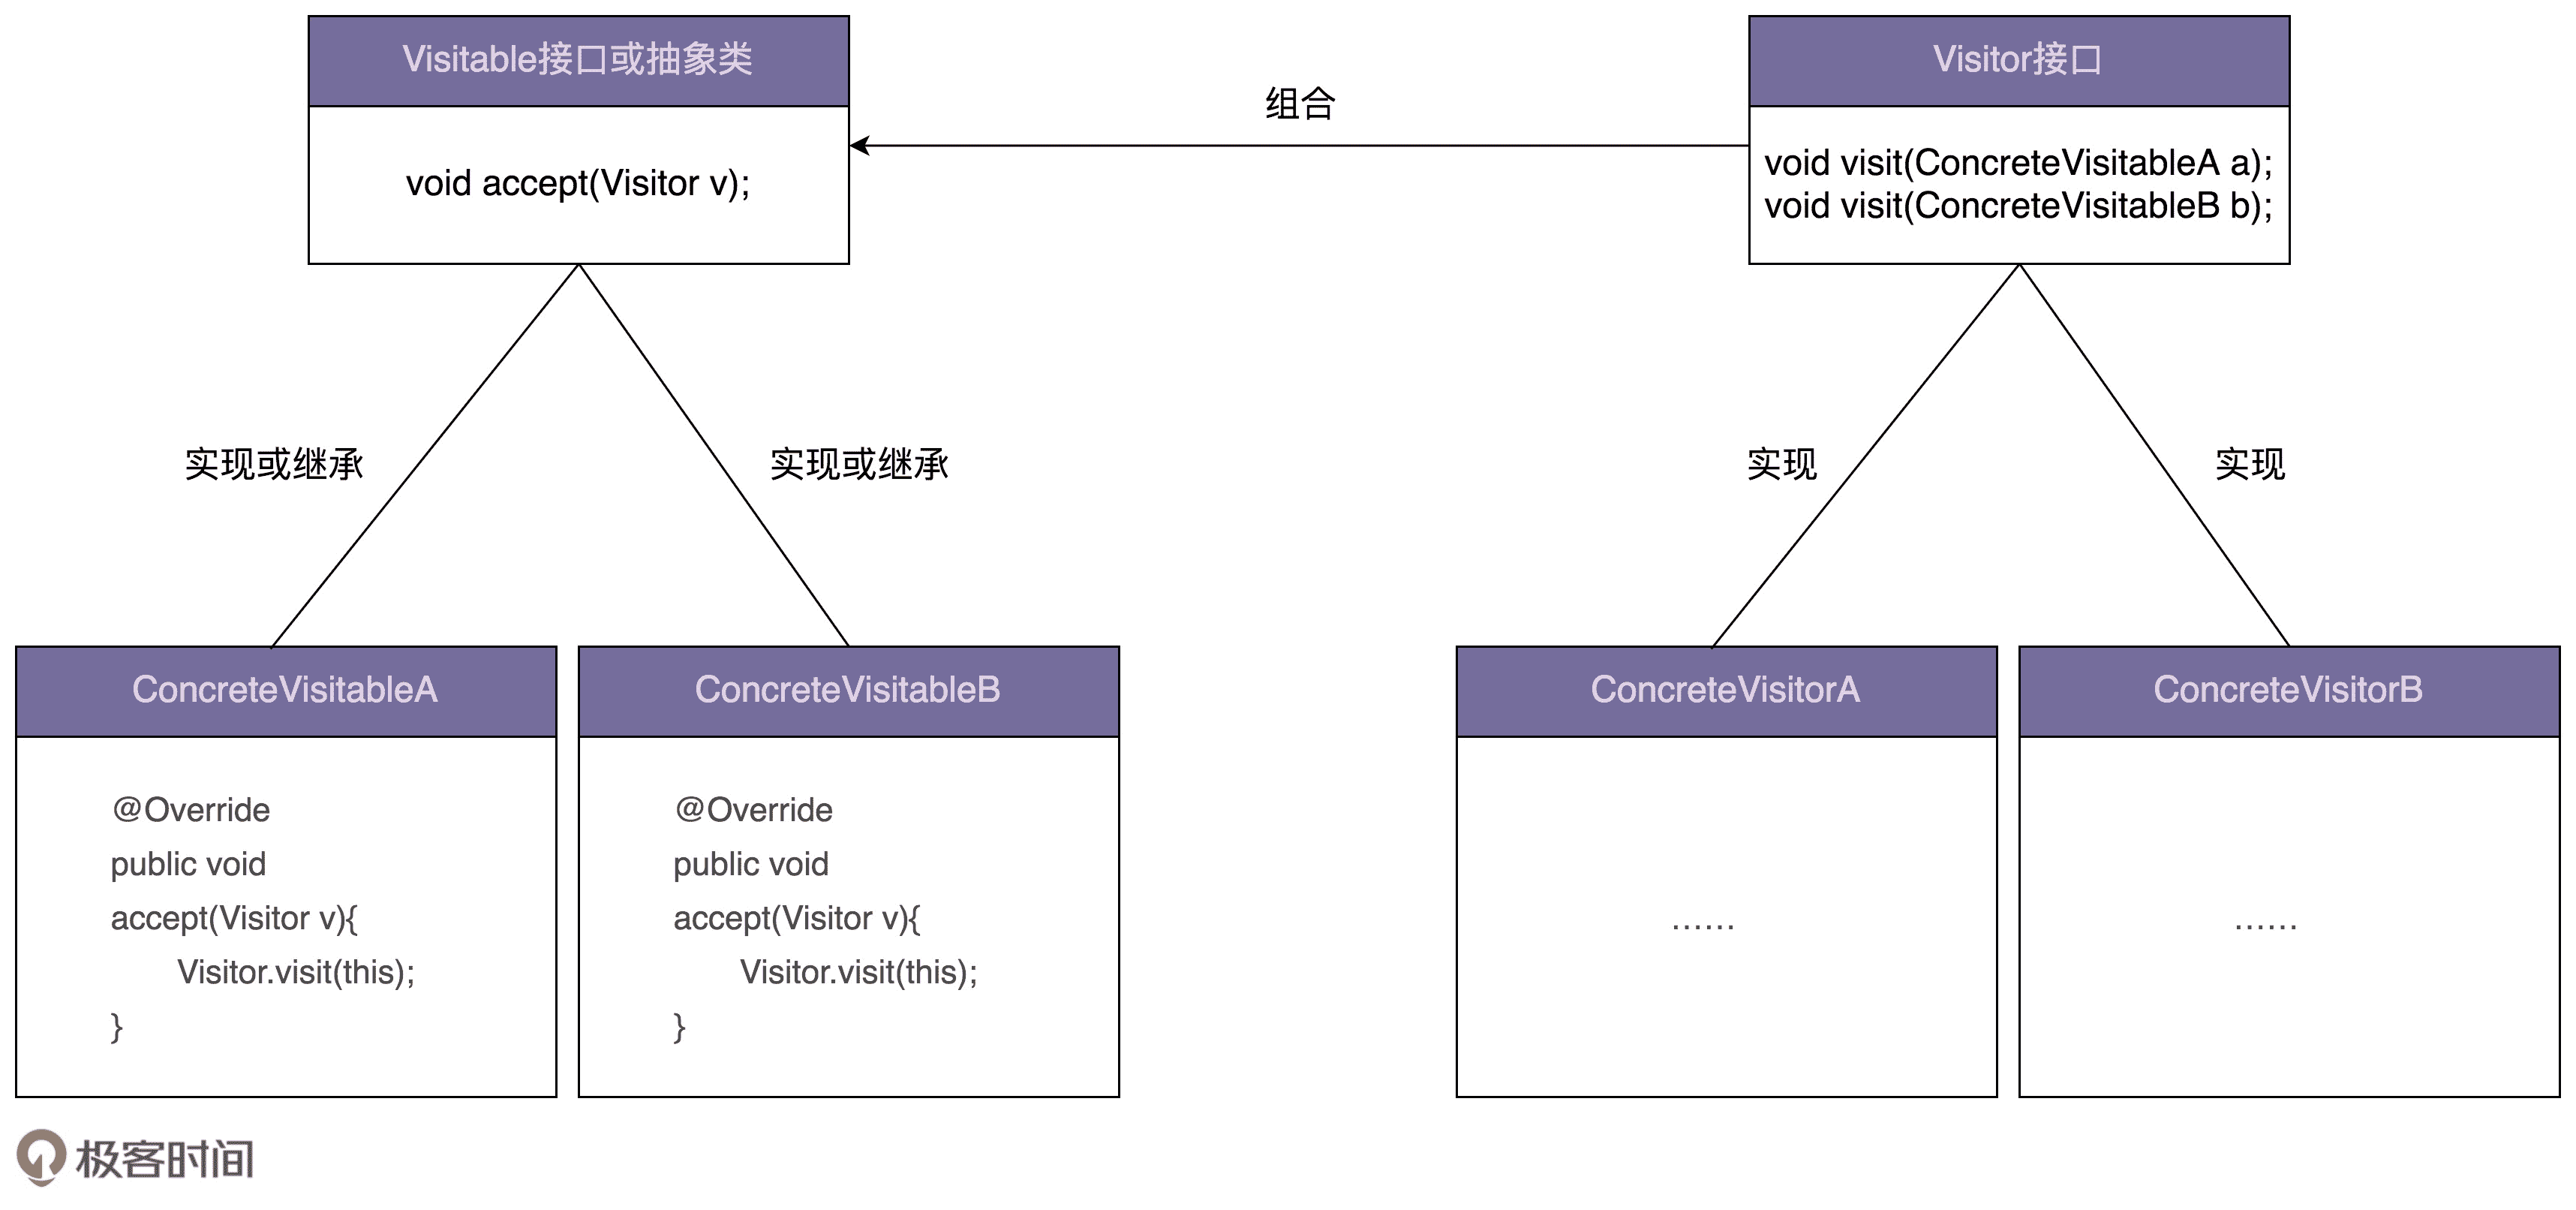 Visitable接口或抽象类
void accept(Visitor v);
组合
Visitor接口
void visit(ConcreteVisitableA a);
void visit(ConcreteVisitableB b);
实现或继承
实现或继承
实现
实现
ConcreteVisitableA
@Override
public void
accept(Visitor v){
Visitor.visit(this);
}
ConcreteVisitableB
@Override
public void
accept(Visitor v){
Visitor.visit(this);
}
ConcreteVisitorA
......
ConcreteVisitorB
......
极客时间